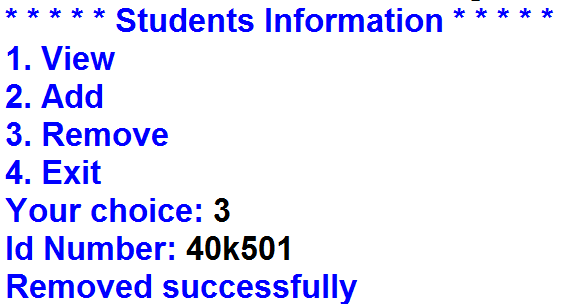 * * * * * Students Information * * * * *
1. View
2. Add
3. Remove
4. Exit
Your choice: 3
Id Number: 40k501
Removed successfully